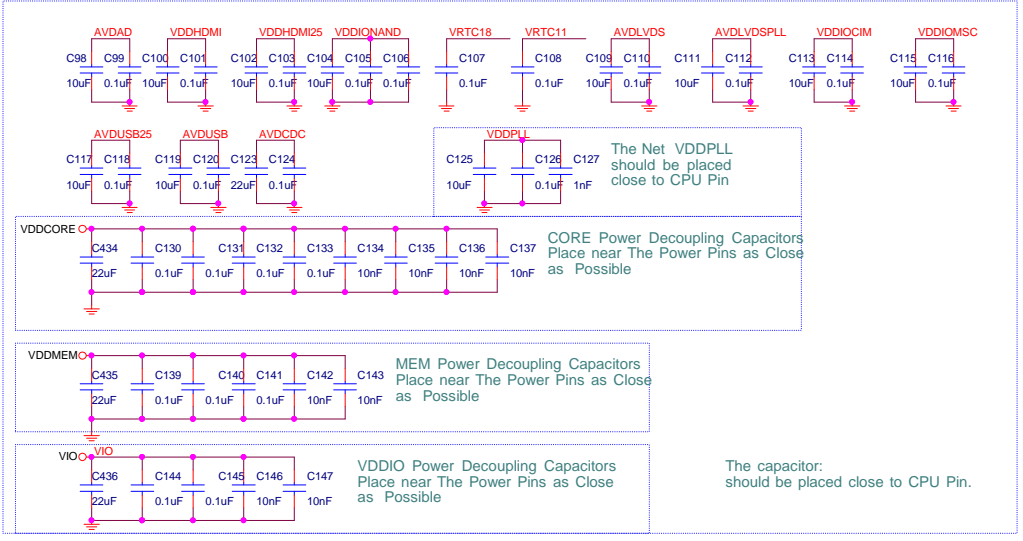 AVDAD VDDHDMI VDDHDMI25 VDDIONAND VRTC18 VRTC11 AVDLVDS AVDLVDSPLL VDDIOCIM VDDIOMSC
C98 C99 C100 C101 C102 C103 C104 C105 C106 C107 C108 C109 C110 C111 C112 C113 C114 C115 C116
10uF 0.1uF 10uF 0.1uF 10uF 0.1uF 10uF 0.1uF 0.1uF 0.1uF 0.1uF 10uF 0.1uF 10uF 0.1uF 10uF 0.1uF 10uF 0.1uF
AVDUSB25 AVDUSB AVDCDC VDDPLL
C117 C118 C119 C120 C123 C124 C125 C126 C127
10uF 0.1uF 10uF 0.1uF 22uF 0.1uF 10uF 0.1uF 1nF
The Net VDDPLL
should be placed
close to CPU Pin
VDDCORE
C434 C130 C131 C132 C133 C134 C135 C136 C137
22uF 0.1uF 0.1uF 0.1uF 0.1uF 10nF 10nF 10nF 10nF
CORE Power Decoupling Capacitors
Place near The Power Pins as Close
as Possible
VDDMEM
C435 C139 C140 C141 C142 C143
22uF 0.1uF 0.1uF 0.1uF 10nF 10nF
MEM Power Decoupling Capacitors
Place near The Power Pins as Close
as Possible
VIO VIO
C436 C144 C145 C146 C147
22uF 0.1uF 0.1uF 10nF 10nF
VDDIO Power Decoupling Capacitors
Place near The Power Pins as Close
as Possible
The capacitor:
should be placed close to CPU Pin.